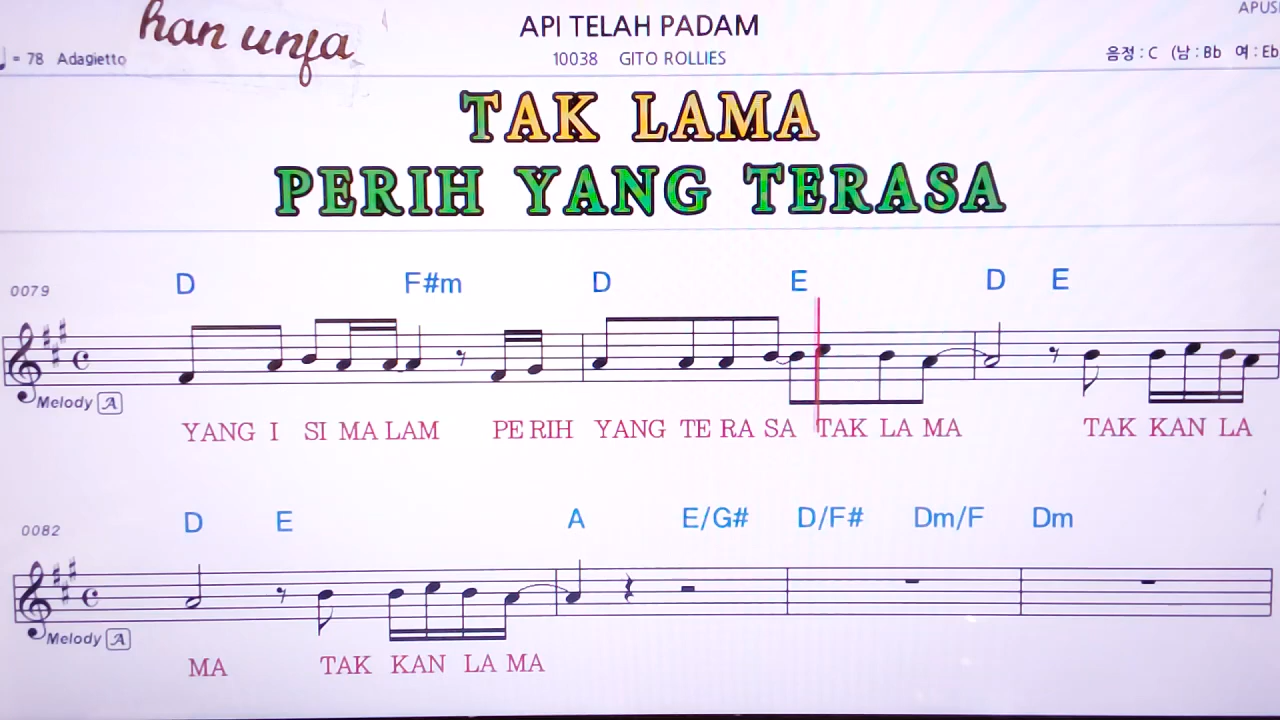 han unfa
API TELAH PADAM
APUS
♩ = 78 Adagietto
10038 GITO ROLLIES
음정 : C (남 : Bb 여 : Eb
TAK LAMA
PERIH YANG TERASA
0079 D F#m D E D E
Melody A
YANG I SI MA LAM PE RIH YANG TE RA SA TAK LA MA TAK KAN LA
0082 D E A E/G# D/F# Dm/F Dm
Melody A
MA TAK KAN LA MA